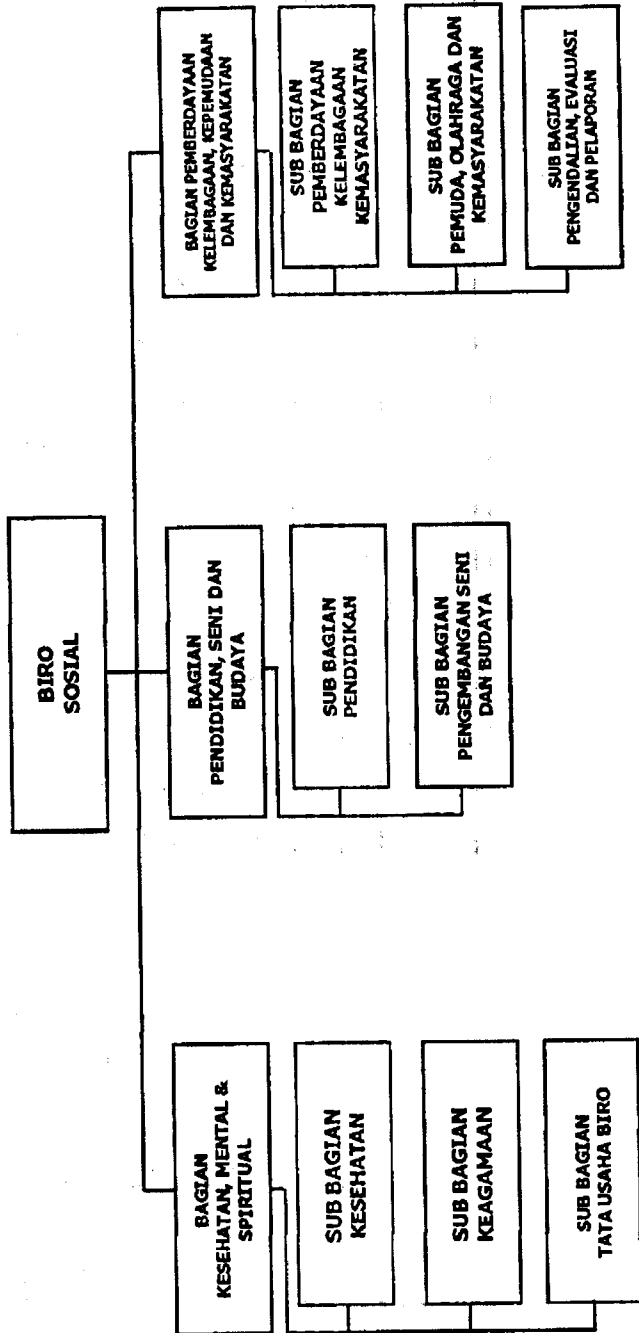 BIRO
SOSIAL
BAGIAN
KESEHATAN, MENTAL &
SPIRITUAL
SUB BAGIAN
KESEHATAN
SUB BAGIAN
KEAGAMAAN
SUB BAGIAN
TATA USAHA BIRO
BAGIAN
PENDIDIKAN, SENI DAN
BUDAYA
SUB BAGIAN
PENDIDIKAN
SUB BAGIAN
PENGEMBANGAN SENI
DAN BUDAYA
BAGIAN PEMBERDAYAAN
KELEMBAGAAN, KEPEMUDAAN
DAN KEMASYARAKATAN
SUB BAGIAN
PEMBERDAYAAN
KELEMBAGAAN
KEMASYARAKATAN
SUB BAGIAN
PEMUDA, OLAHRAGA DAN
KEMASYARAKATAN
SUB BAGIAN
PENGENDALIAN, EVALUASI
DAN PELAPORAN